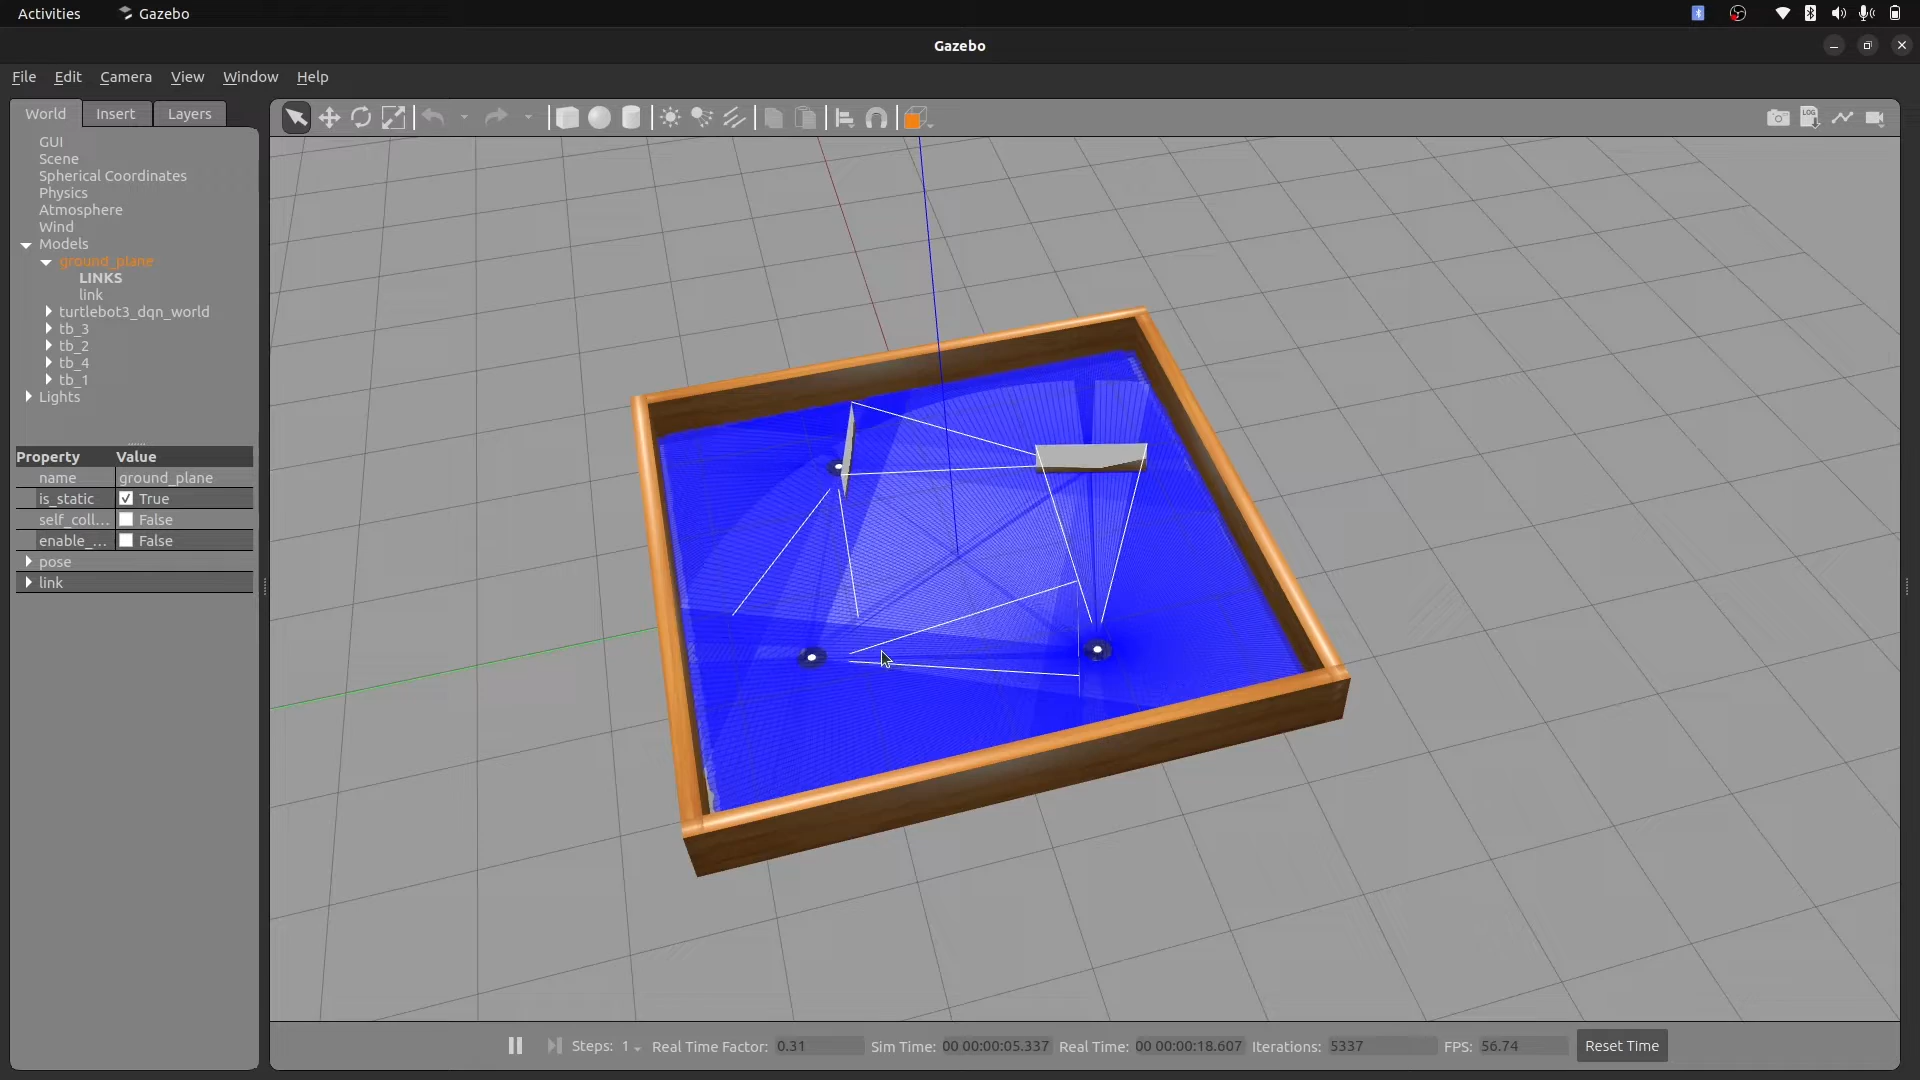 Activities Gazebo
Gazebo
File Edit Camera View Window Help
World Insert Layers
GUI
Scene
Spherical Coordinates
Physics
Atmosphere
Wind
Models
ground_plane
LINKS
link
turtlebot3_dqn_world
tb_3
tb_2
tb_4
tb_1
Lights
Property Value
name ground_plane
is_static True
self_coll... False
enable_... False
pose
link
LOG
Steps: 1 Real Time Factor: 0.31 Sim Time: 00 00:00:05.337 Real Time: 00 00:00:18.607 Iterations: 5337 FPS: 56.74 Reset Time